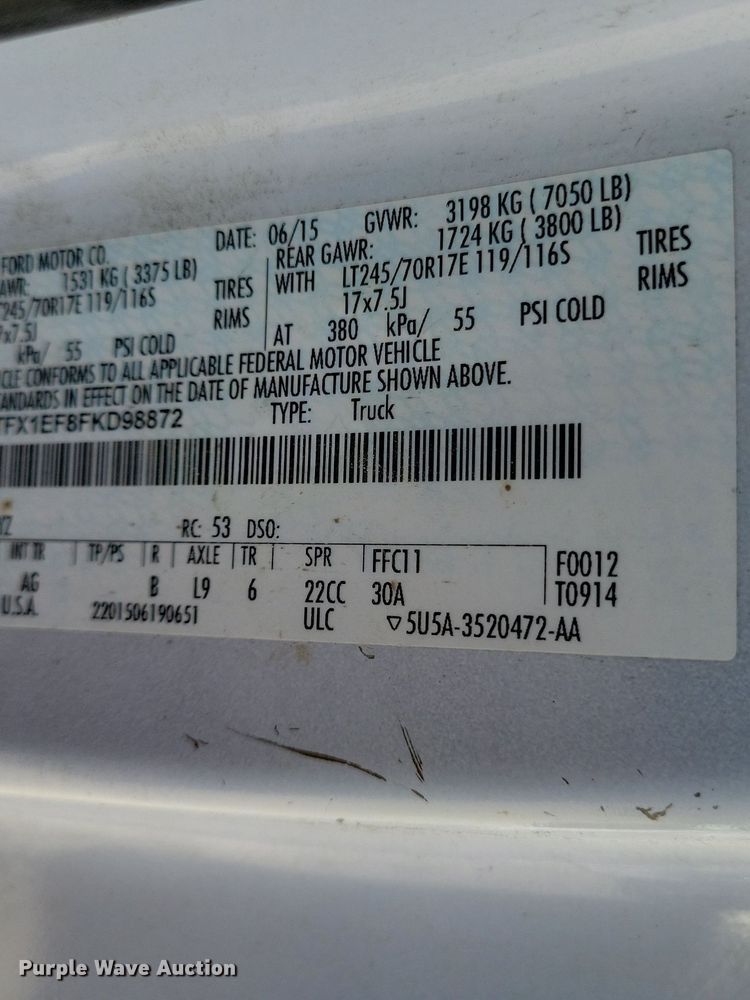 FORD MOTOR CO. DATE: 06/15 GVWR: 3198 KG ( 7050 LB)
1531 KG ( 3375 LB) REAR GAWR: 1724 KG ( 3800 LB)
245/70R17E 119/116S TIRES WITH LT245/70R17E 119/116S TIRES
x7.5J RIMS 17x7.5J RIMS
kPa/ 55 PSI COLD AT 380 kPa/ 55 PSI COLD
CONFORMS TO ALL APPLICABLE FEDERAL MOTOR VEHICLE
IN EFFECT ON THE DATE OF MANUFACTURE SHOWN ABOVE.
FX1EF8FKD98872 TYPE: Truck
RC: 53 DSO:
INT TR TP/PS R AXLE TR SPR FFC11 F0012
AG B L9 6 22CC 30A T0914
U.S.A. 2201506190651 ULC ▽5U5A-3520472-AA
Purple Wave Auction